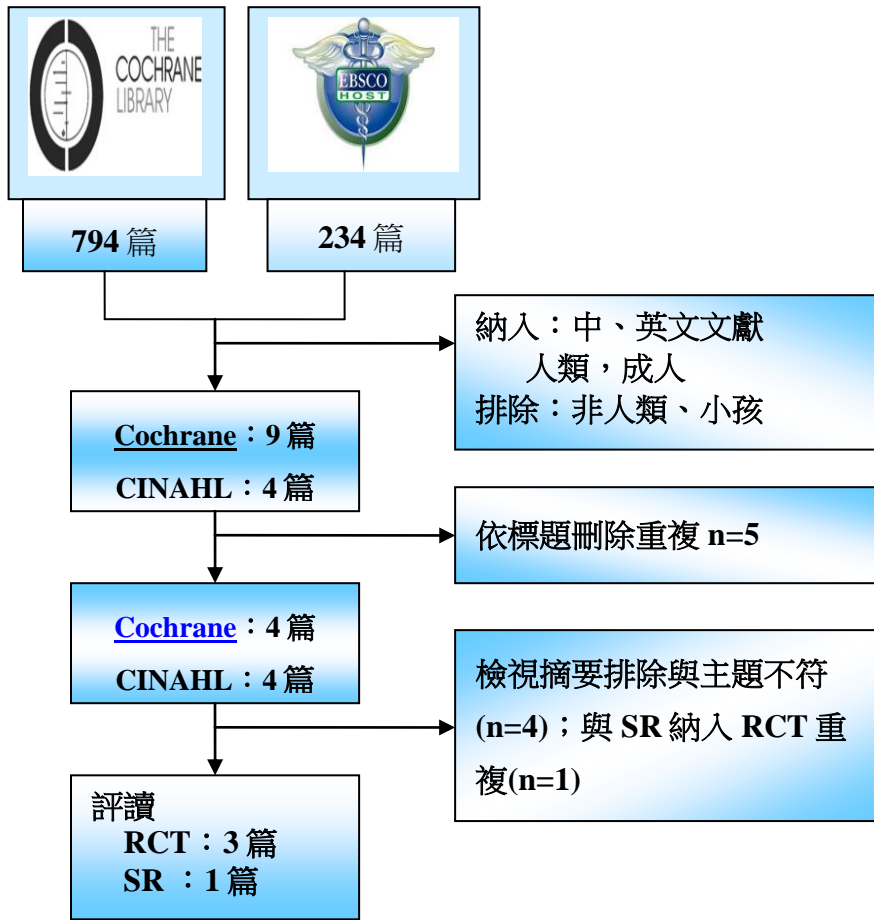 THE
COCHRANE
LIBRARY
EBSCO
HOST
794 篇
234 篇
納入：中、英文文獻
人類，成人
排除：非人類、小孩
Cochrane：9 篇
CINAHL：4 篇
依標題刪除重複 n=5
Cochrane：4 篇
CINAHL：4 篇
檢視摘要排除與主題不符
(n=4)；與 SR 納入 RCT 重
複(n=1)
評讀
RCT：3 篇
SR ：1 篇